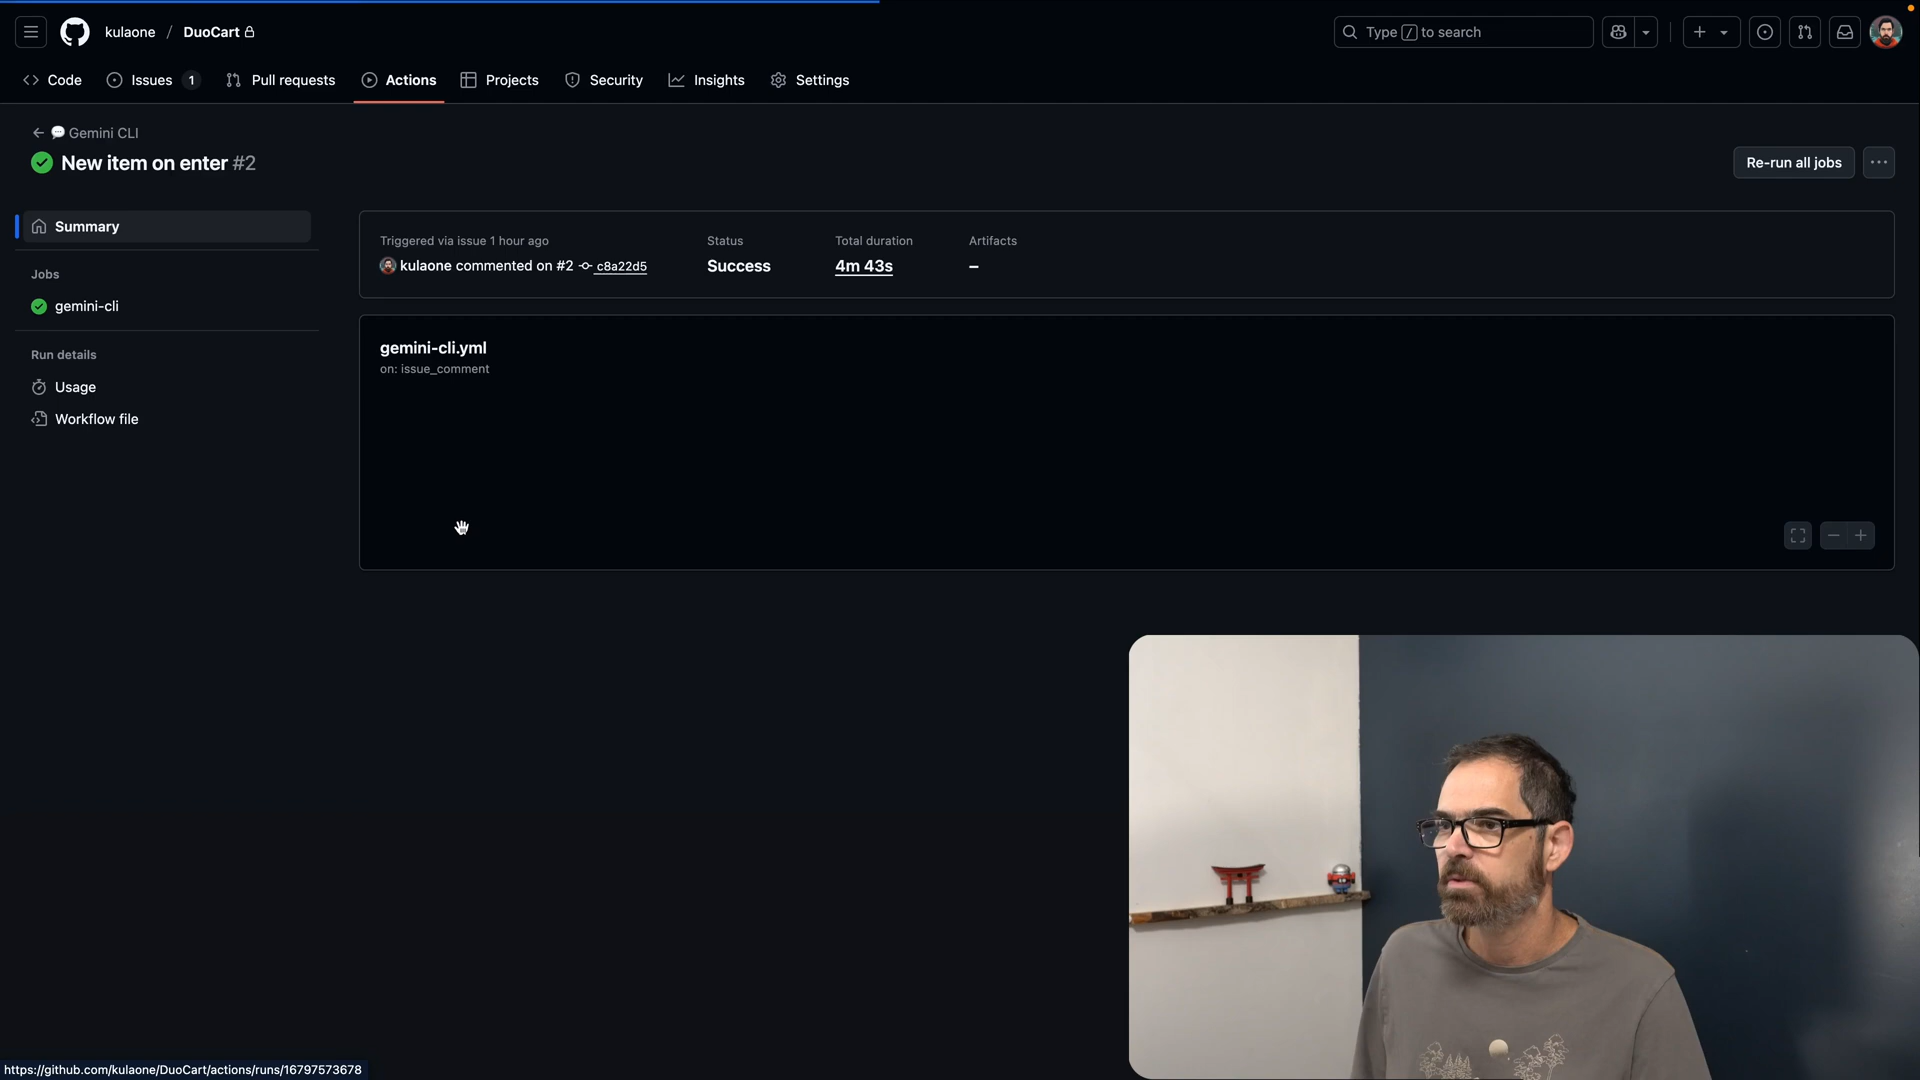 kulaone / DuoCart
Type / to search
Code
Issues 1
Pull requests
Actions
Projects
Security
Insights
Settings
Gemini CLI
New item on enter #2
Re-run all jobs
Summary
Jobs
gemini-cli
Run details
Usage
Workflow file
Triggered via issue 1 hour ago
kulaone commented on #2 c8a22d5
Status
Success
Total duration
4m 43s
Artifacts
–
gemini-cli.yml
on: issue_comment
https://github.com/kulaone/DuoCart/actions/runs/16797573678